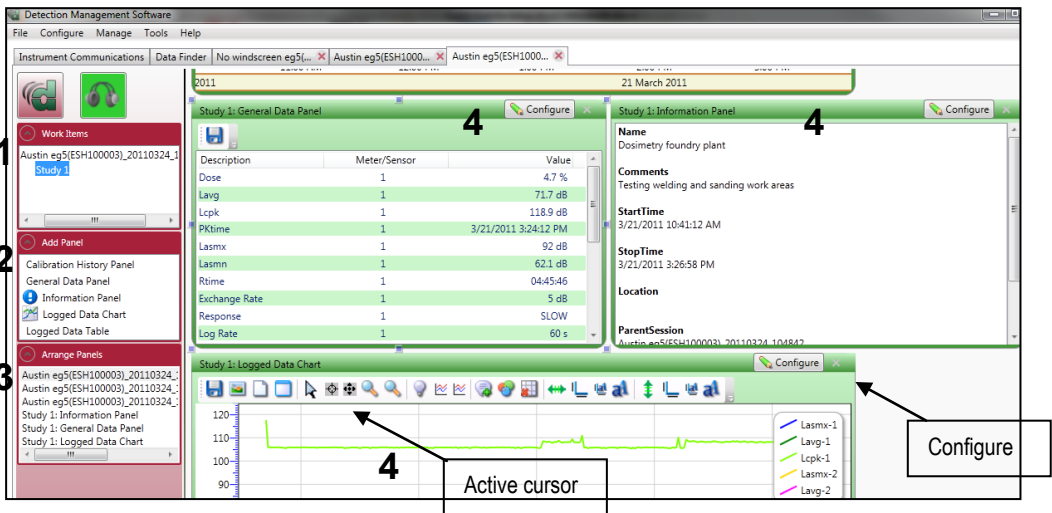 Detection Management Software
File Configure Manage Tools Help
Instrument Communications Data Finder No windscreen eg5(... Austin eg5(ESH1000... Austin eg5(ESH1000...
2011 21 March 2011
1
Work Items
Austin eg5(ESH100003)_20110324_1
Study 1
2
Add Panel
Calibration History Panel
General Data Panel
Information Panel
Logged Data Chart
Logged Data Table
3
Arrange Panels
Austin eg5(ESH100003)_20110324_
Austin eg5(ESH100003)_20110324_
Austin eg5(ESH100003)_20110324_
Study 1: Information Panel
Study 1: General Data Panel
Study 1: Logged Data Chart
Study 1: General Data Panel 4 Configure
Description Meter/Sensor Value
Dose 1 4.7 %
Lavg 1 71.7 dB
Lcpk 1 118.9 dB
PKtime 1 3/21/2011 3:24:12 PM
Lasmx 1 92 dB
Lasmn 1 62.1 dB
Rtime 1 04:45:46
Exchange Rate 1 5 dB
Response 1 SLOW
Log Rate 1 60 s
Study 1: Information Panel 4 Configure
Name
Dosimetry foundry plant
Comments
Testing welding and sanding work areas
StartTime
3/21/2011 10:41:12 AM
StopTime
3/21/2011 3:26:58 PM
Location
ParentSession
Austin eg5(ESH100003)_20110324_104842
Study 1: Logged Data Chart Configure
120
110
100
90
4
Lasmx-1
Lavg-1
Lcpk-1
Lasmx-2
Lavg-2
Active cursor
Configure